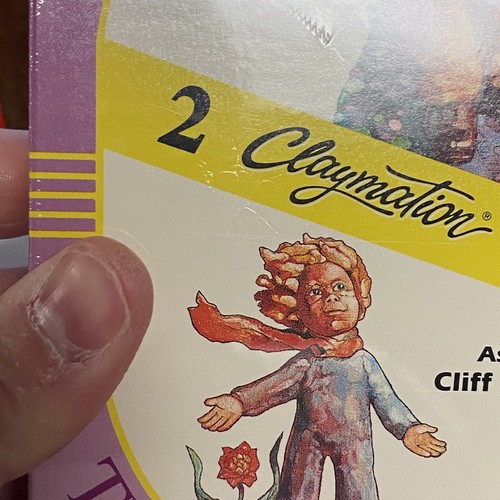 2 Claymation®
As
Cliff
T